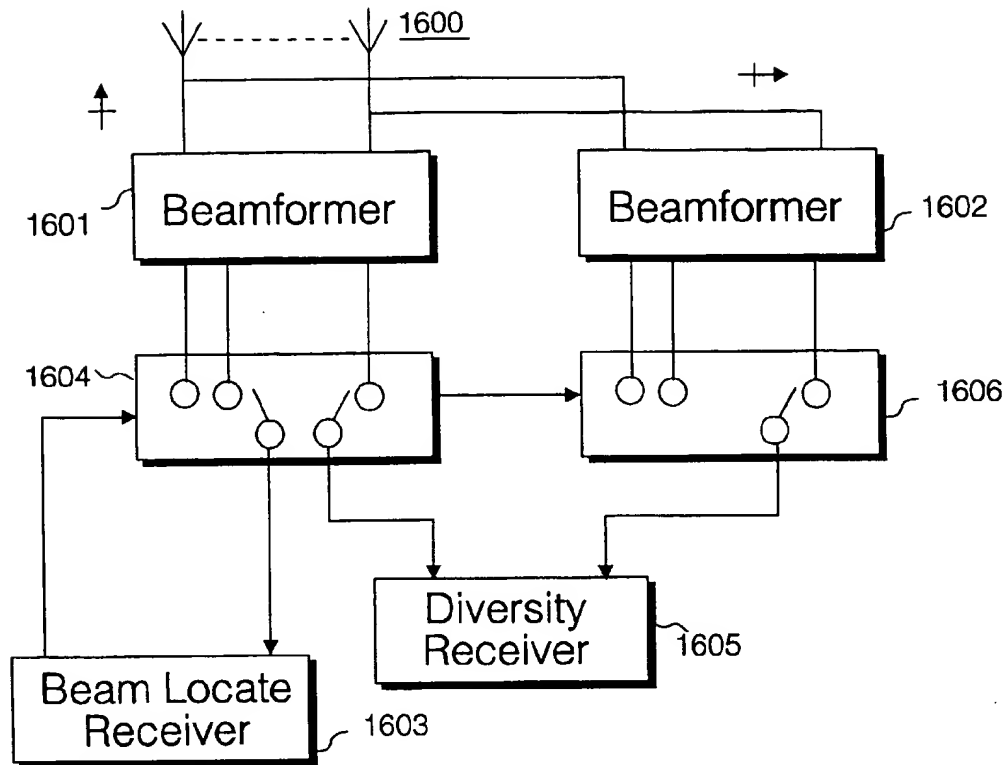 1600
Beamformer
1601
Beamformer
1602
1604
1606
Diversity
Receiver
1605
Beam Locate
Receiver
1603